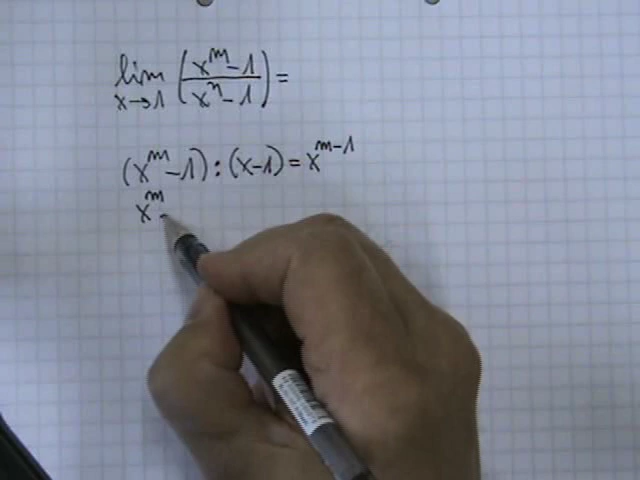 lim x→1 (x^m-1/x^n-1)=
(x^m-1):(x-1)=x^m-1
x^m-